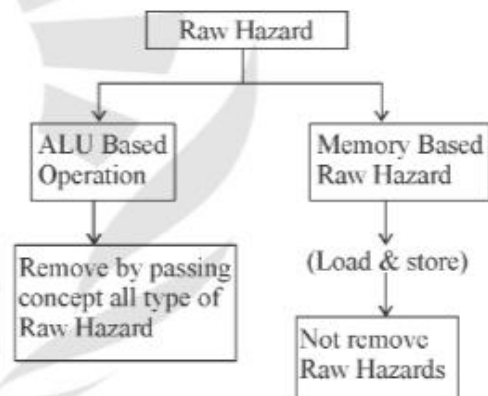 Raw Hazard
ALU Based
Operation
Memory Based
Raw Hazard
Remove by passing
concept all type of
Raw Hazard
(Load & store)
Not remove
Raw Hazards